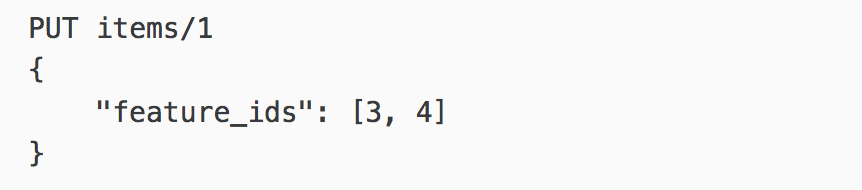 PUT items/1
{
    "feature_ids": [3, 4]
}